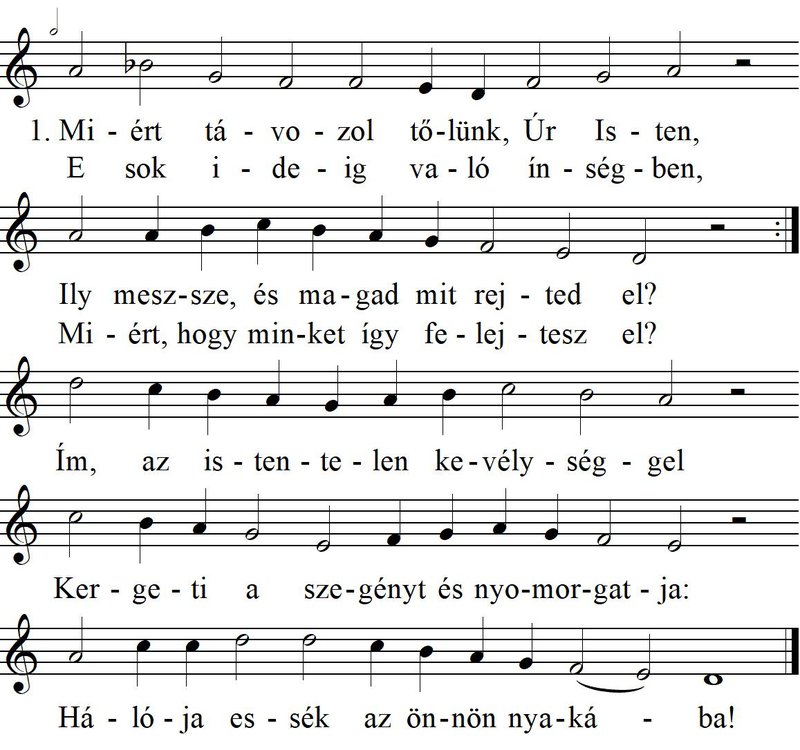 1. Mi - ért tá - vo - zol tő - lünk, Úr Is - ten,
E sok i - de - ig va - ló ín - ség - ben,
Ily mesz - sze, és ma - gad mit rej - ted el?
Mi - ért, hogy min - ket így fe - lej - tesz el?
Ím, az is - ten - te - len ke - vély - ség - gel
Ker - ge - ti a sze - gényt és nyo - mor - gat - ja:
Há - ló - ja es - sék az ön - nön nya - ká - ba!